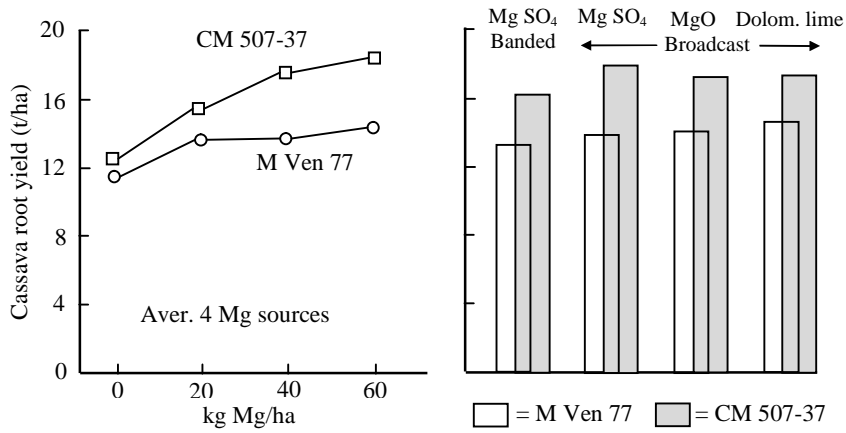 Cassava root yield (t/ha)
20
16
12
8
4
0
CM 507-37
M Ven 77
Aver. 4 Mg sources
0 20 40 60
kg Mg/ha
Mg SO₄ Mg SO₄ MgO Dolom. lime
Banded Broadcast
= M Ven 77 = CM 507-37